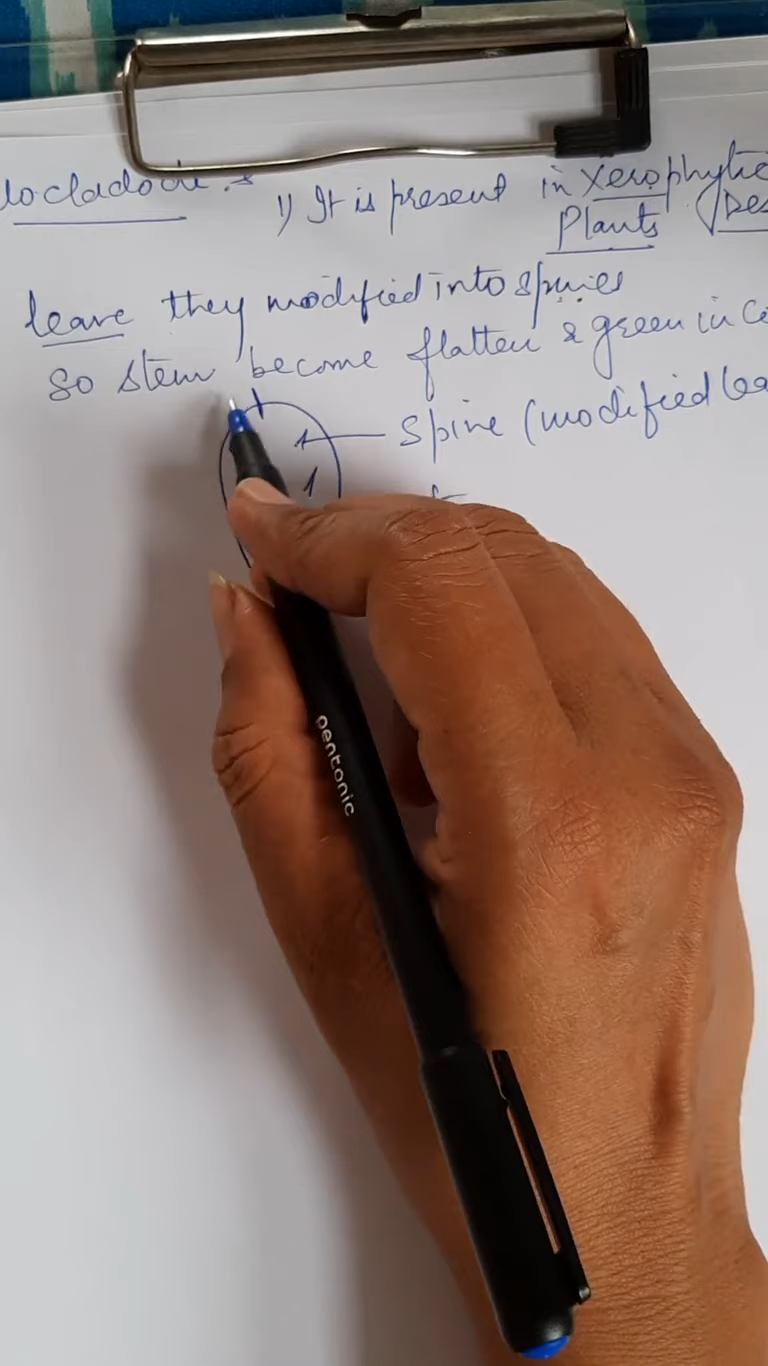 locladode :-
1) It is present in Xerophytic
Plants (Des
leave they modified into spines
so stem become flatten & green in Co
Spine (modified lea
pentonic